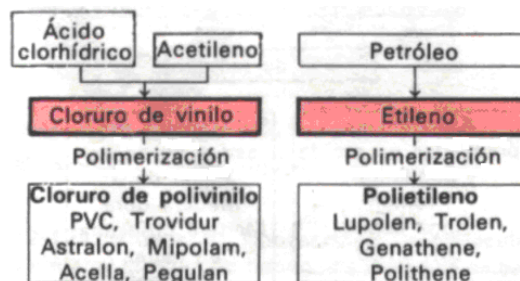 Ácido
clorhídrico
Acetileno
Petróleo
Cloruro de vinilo
Etileno
Polimerización
Polimerización
Cloruro de polivinilo
PVC, Trovidur
Astralon, Mipolam,
Acella, Pegulan
Polietileno
Lupolen, Trolen,
Genathene,
Polithene